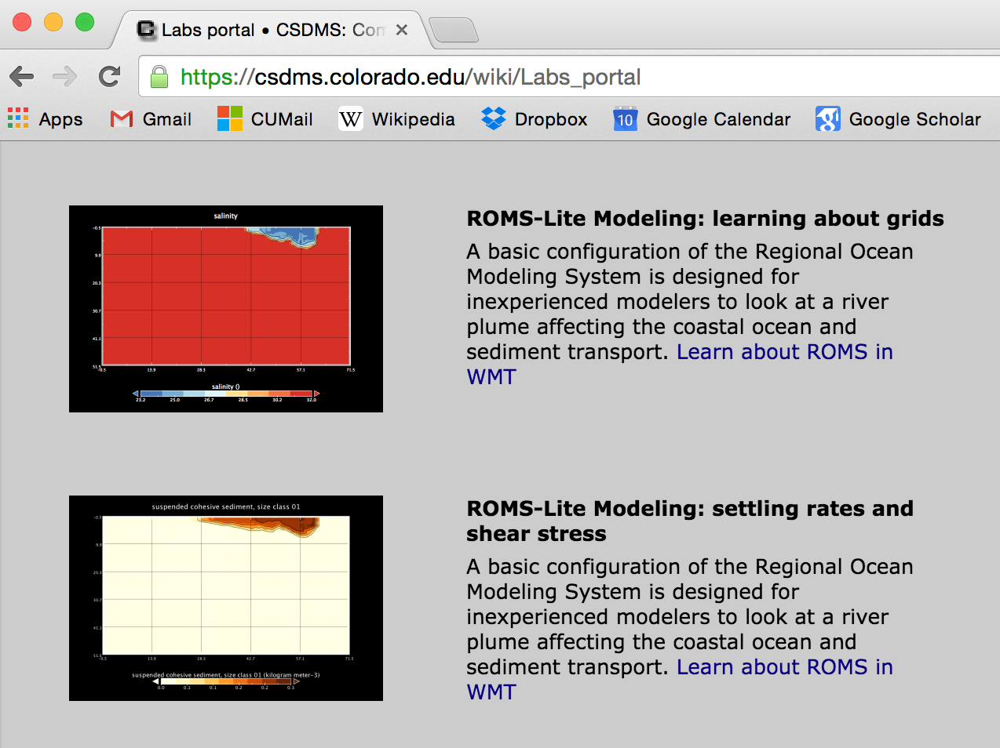 Labs portal • CSDMS: Com
https://csdms.colorado.edu/wiki/Labs_portal
Apps
Gmail
CUMail
W Wikipedia
Dropbox
10 Google Calendar
g Google Scholar
salinity
-0.5
9.9
20.3
30.7
41.1
51.5
-0.5 13.9 28.3 42.7 57.1 71.5
salinity ()
23.2 25.0 26.7 28.5 30.2 32.0
ROMS-Lite Modeling: learning about grids
A basic configuration of the Regional Ocean
Modeling System is designed for
inexperienced modelers to look at a river
plume affecting the coastal ocean and
sediment transport. Learn about ROMS in
WMT
suspended cohesive sediment, size class 01
-0.5
9.9
20.3
30.7
41.1
51.5
-0.5 13.9 28.3 42.7 57.1 71.5
suspended cohesive sediment, size class 01 (kilogram meter-3)
0.0 0.1 0.1 0.2 0.2 0.3
ROMS-Lite Modeling: settling rates and
shear stress
A basic configuration of the Regional Ocean
Modeling System is designed for
inexperienced modelers to look at a river
plume affecting the coastal ocean and
sediment transport. Learn about ROMS in
WMT